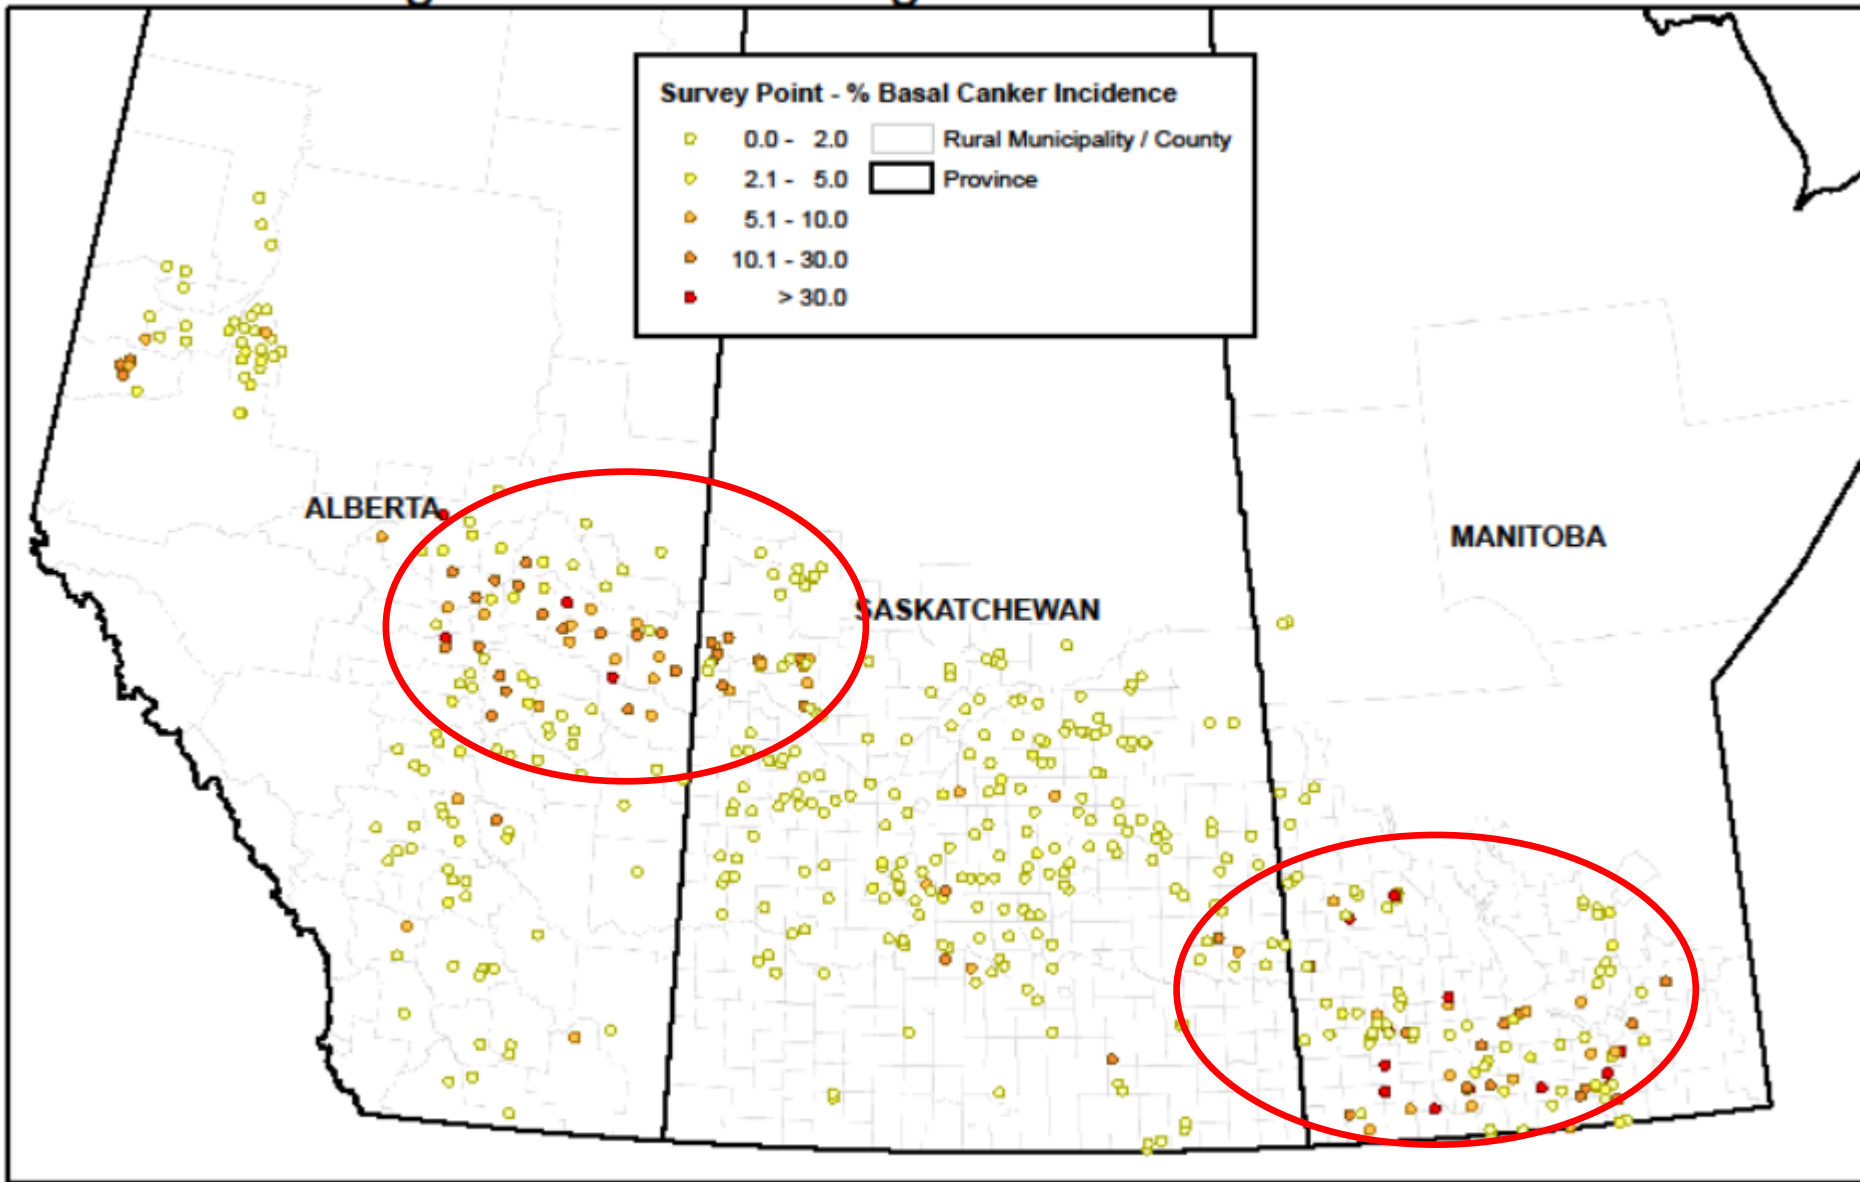 Survey Point - % Basal Canker Incidence
0.0 - 2.0 Rural Municipality / County
2.1 - 5.0 Province
5.1 - 10.0
10.1 - 30.0
> 30.0
ALBERTA
MANITOBA
SASKATCHEWAN